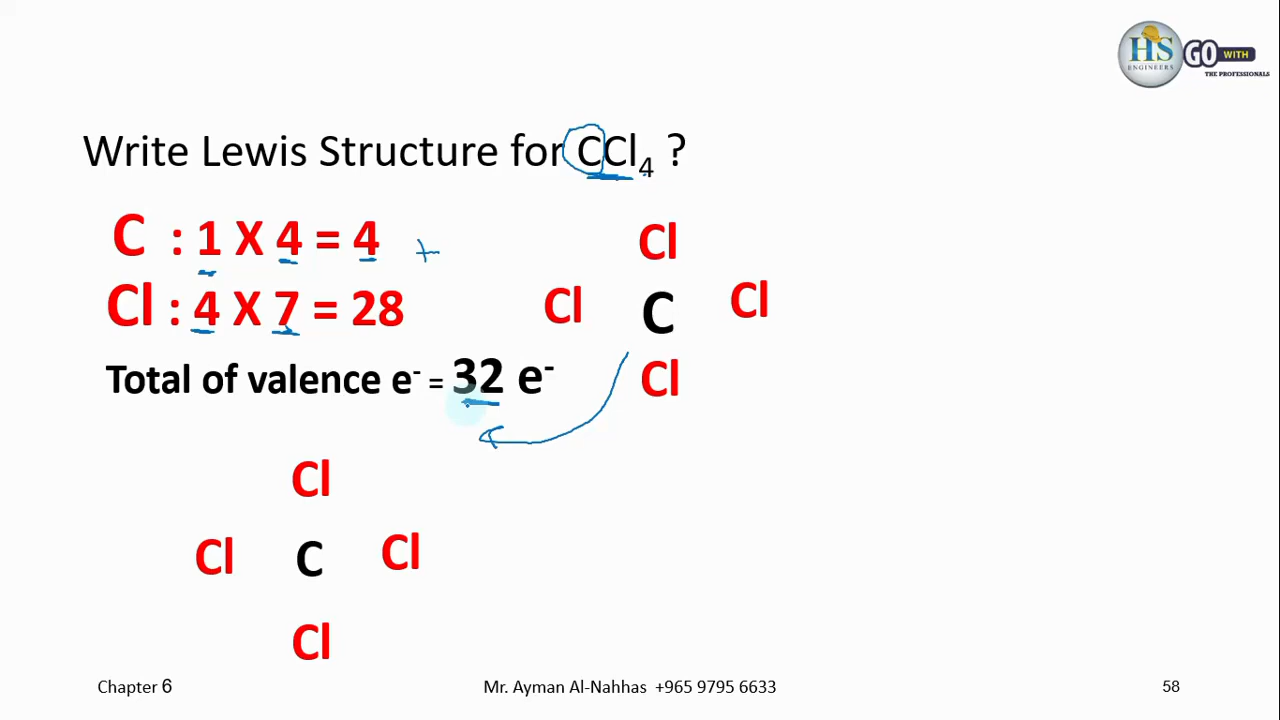 HS
ENGINEERS
GO WITH
THE PROFESSIONALS
Write Lewis Structure for CCl₄ ?
C : 1 X 4 = 4 +
Cl : 4 X 7 = 28
Total of valence e⁻ = 32 e⁻
Cl
Cl C Cl
Cl
Cl
Cl C Cl
Cl
Chapter 6 Mr. Ayman Al-Nahhas +965 9795 6633 58